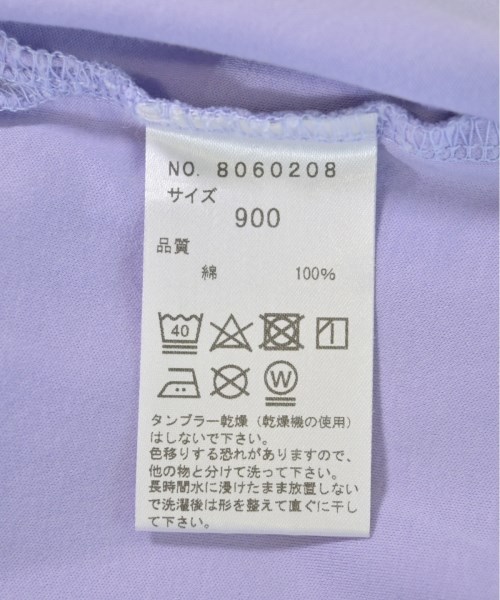 NO. 8060208
サイズ
900
品質
綿 100%
40
W
タンブラー乾燥（乾燥機の使用）
はしないで下さい。
色移りする恐れがありますので、
他の物と分けて洗って下さい。
長時間水に浸けたまま放置しない
で洗濯後は形を整えて直ぐに干し
て下さい。